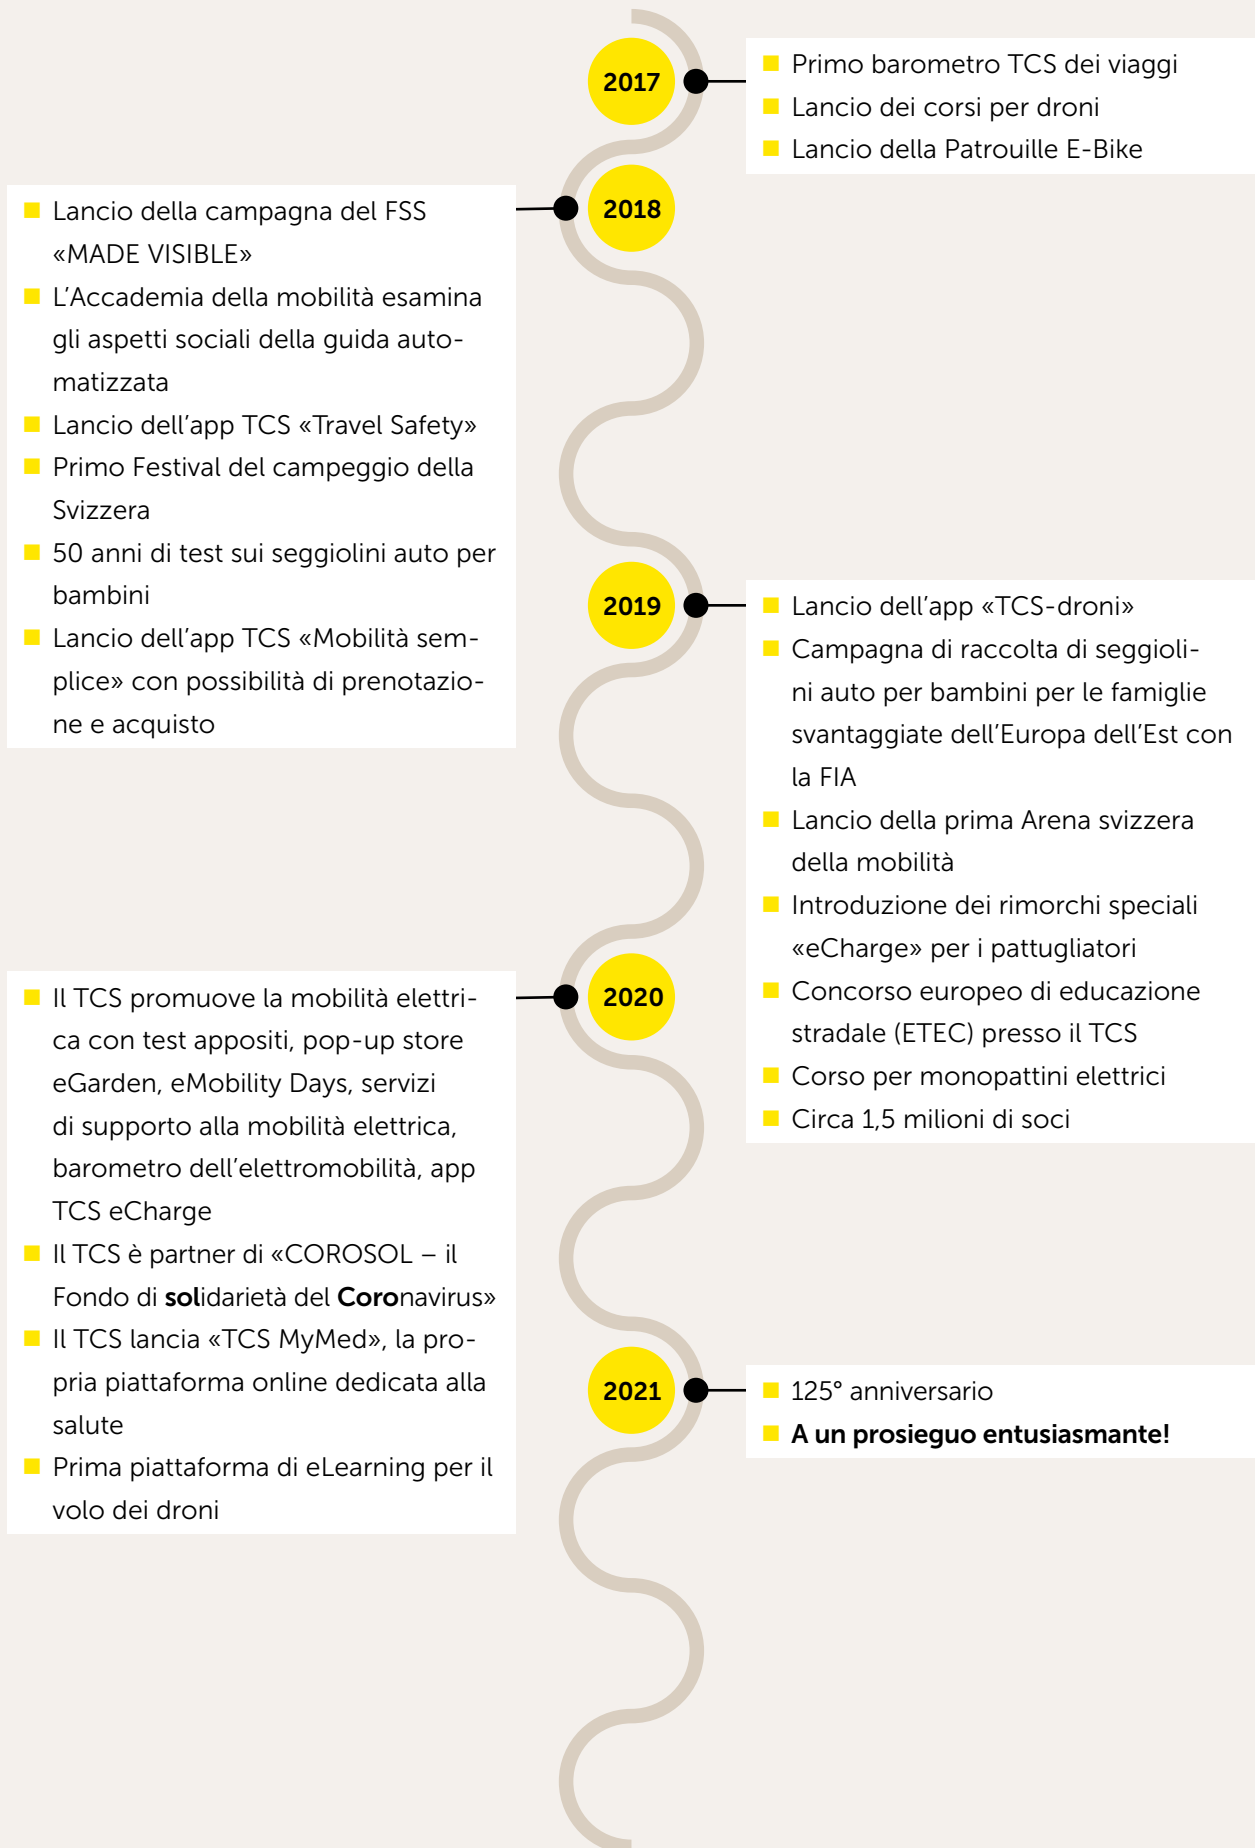 2017
■ Primo barometro TCS dei viaggi
■ Lancio dei corsi per droni
■ Lancio della Patrouille E-Bike
2018
■ Lancio della campagna del FSS
«MADE VISIBLE»
■ L’Accademia della mobilità esamina
gli aspetti sociali della guida auto-
matizzata
■ Lancio dell’app TCS «Travel Safety»
■ Primo Festival del campeggio della
Svizzera
■ 50 anni di test sui seggiolini auto per
bambini
■ Lancio dell’app TCS «Mobilità sem-
plice» con possibilità di prenotazio-
ne e acquisto
2019
■ Lancio dell’app «TCS-droni»
■ Campagna di raccolta di seggioli-
ni auto per bambini per le famiglie
svantaggiate dell’Europa dell’Est con
la FIA
■ Lancio della prima Arena svizzera
della mobilità
■ Introduzione dei rimorchi speciali
«eCharge» per i pattugliatori
■ Concorso europeo di educazione
stradale (ETEC) presso il TCS
■ Corso per monopattini elettrici
■ Circa 1,5 milioni di soci
2020
■ Il TCS promuove la mobilità elettri-
ca con test appositi, pop-up store
eGarden, eMobility Days, servizi
di supporto alla mobilità elettrica,
barometro dell’elettromobilità, app
TCS eCharge
■ Il TCS è partner di «COROSOL – il
Fondo di solidarietà del Coronavirus»
■ Il TCS lancia «TCS MyMed», la pro-
pria piattaforma online dedicata alla
salute
■ Prima piattaforma di eLearning per il
volo dei droni
2021
■ 125° anniversario
■ A un prosieguo entusiasmante!